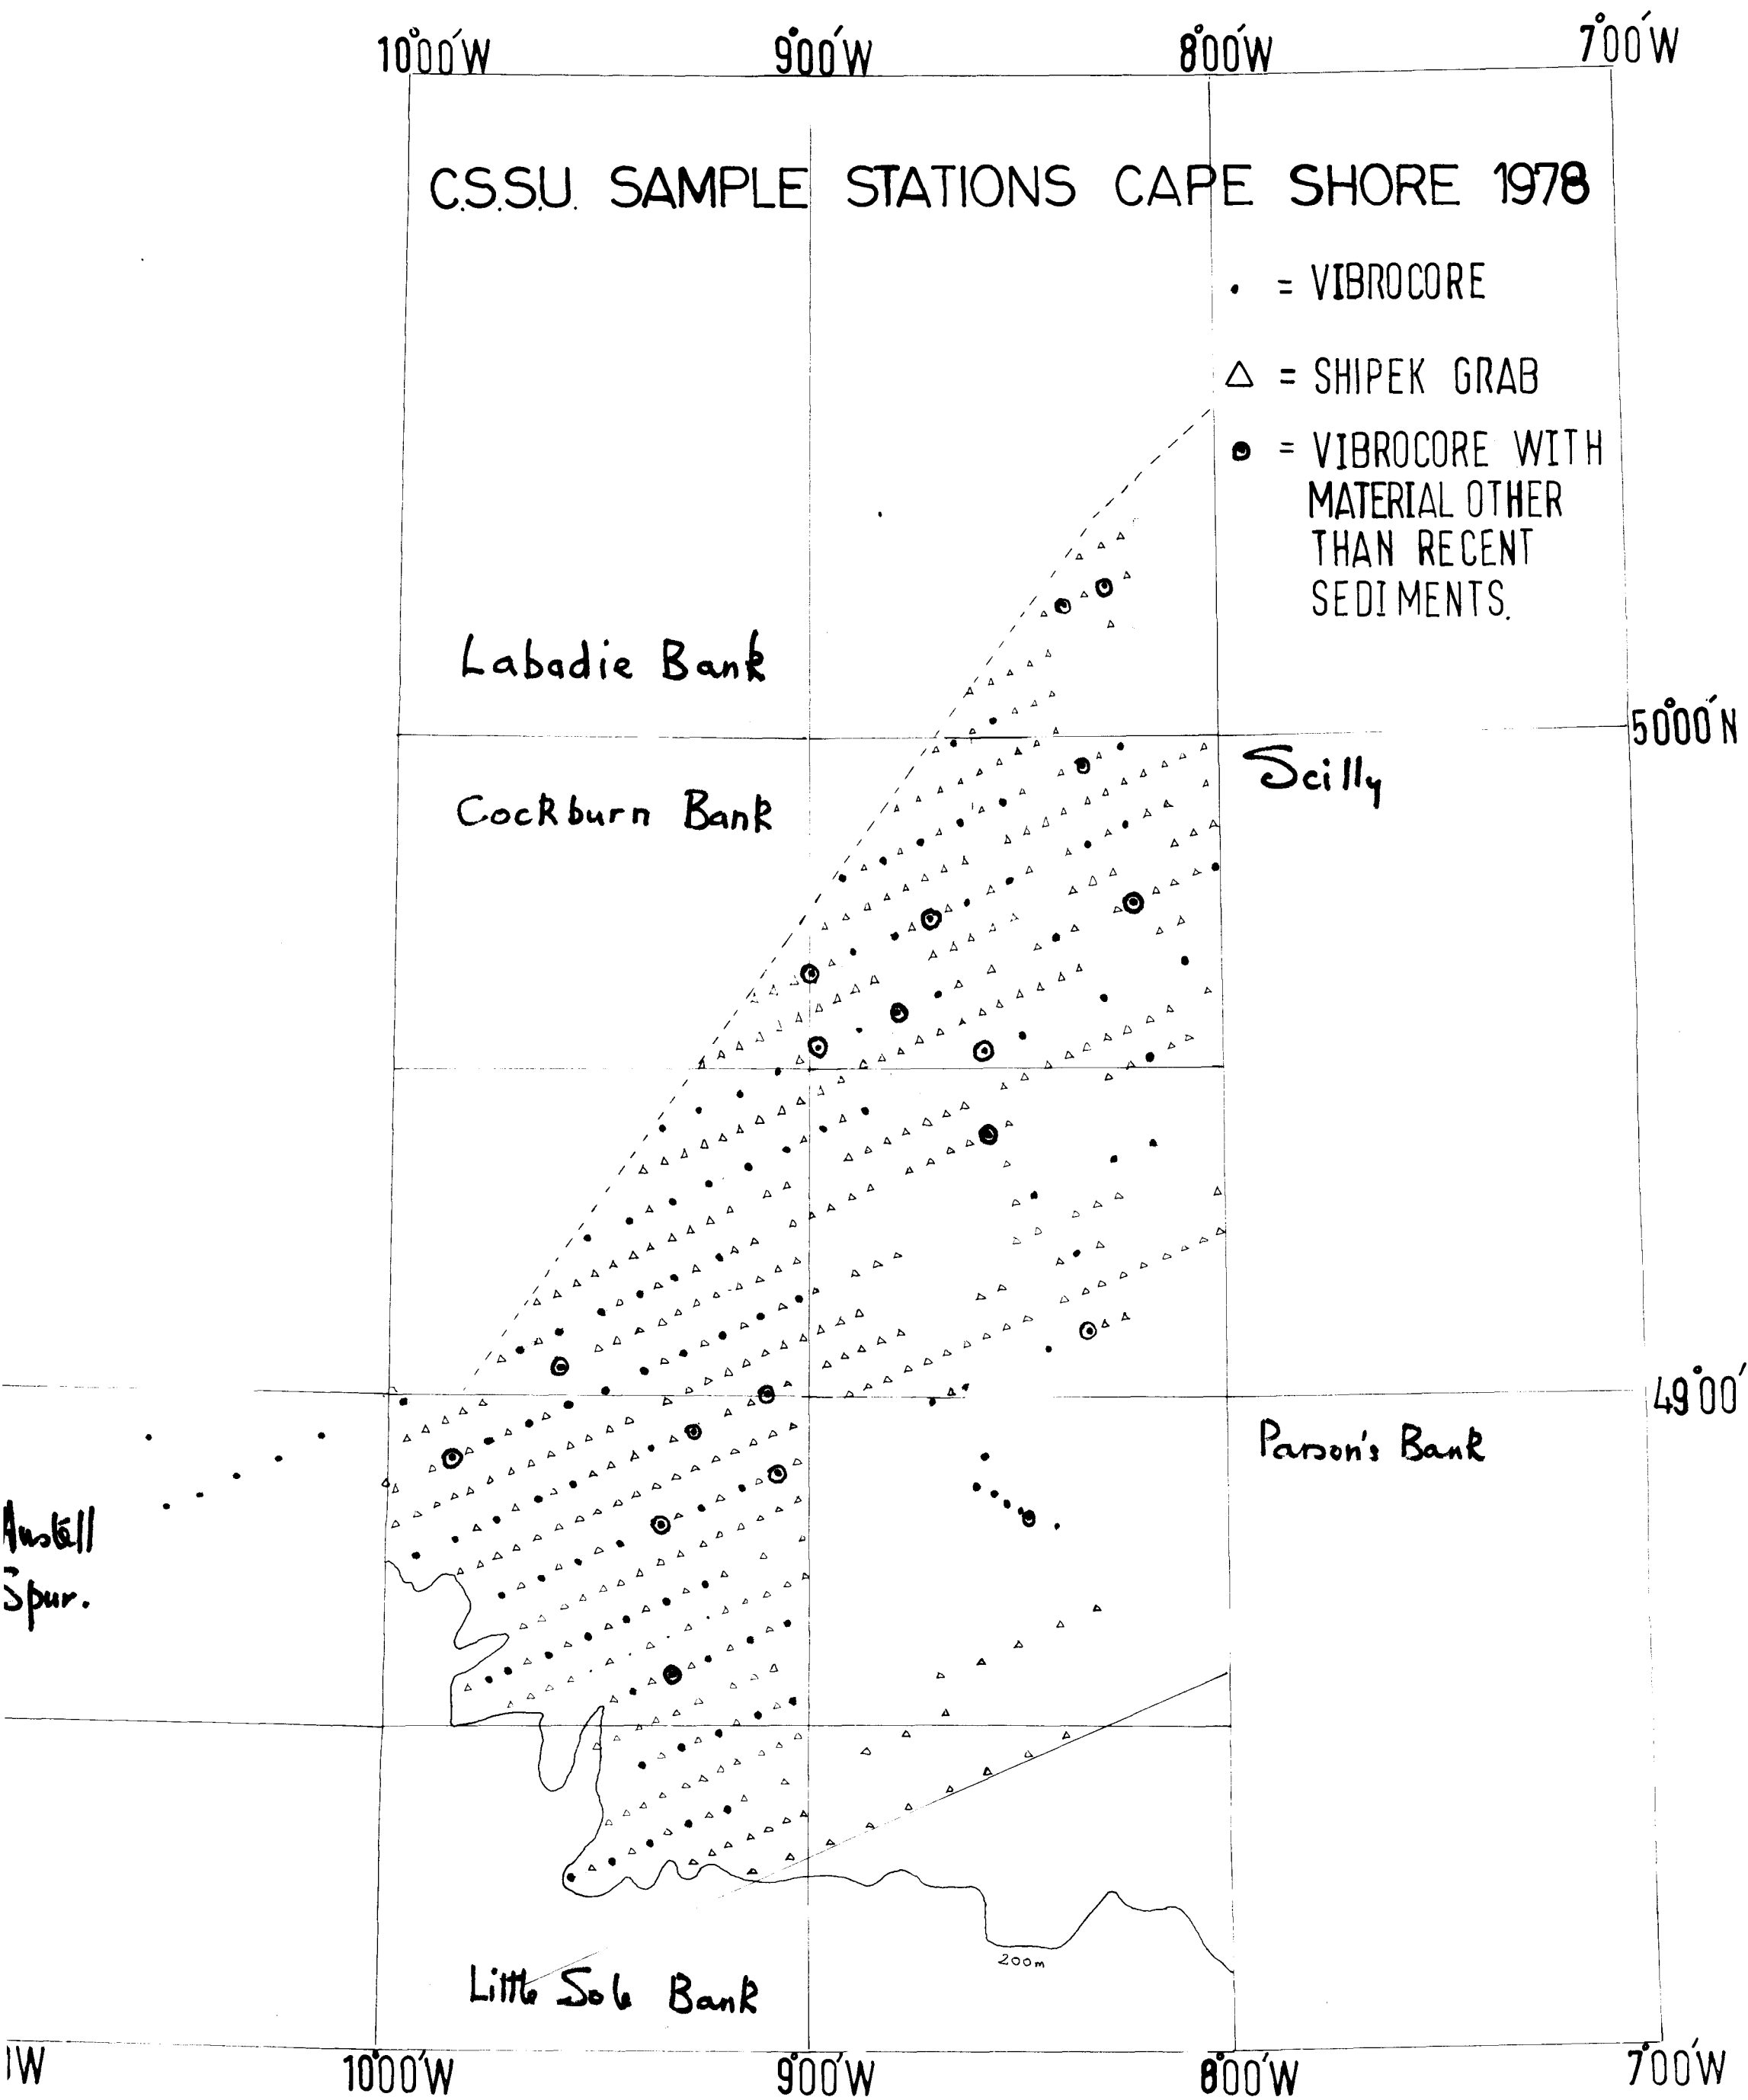 10°00'W 9°00'W 8°00'W 7°00'W
C.S.S.U. SAMPLE STATIONS CAPE SHORE 1978
• = VIBROCORE
△ = SHIPEK GRAB
= VIBROCORE WITH
MATERIAL OTHER
THAN RECENT
SEDIMENTS.
Labadie Bank
50°00'N
Scilly
Cockburn Bank
49°00'
Parson's Bank
Austell
Spur.
200m
Little Sole Bank
W 10°00'W 9°00'W 8°00'W 7°00'W